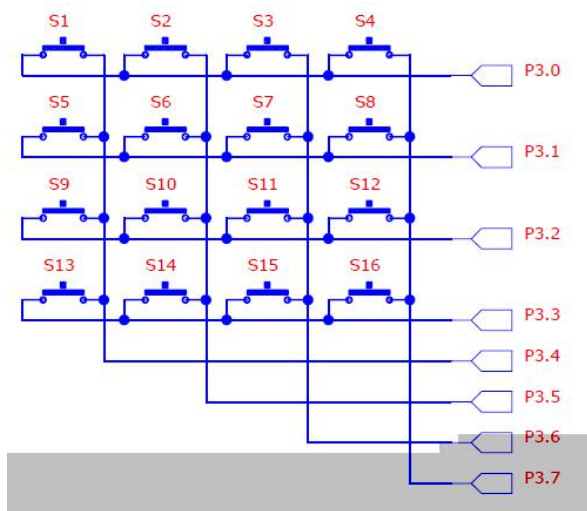 S1 S2 S3 S4
P3.0
S5 S6 S7 S8
P3.1
S9 S10 S11 S12
P3.2
S13 S14 S15 S16
P3.3
P3.4
P3.5
P3.6
P3.7